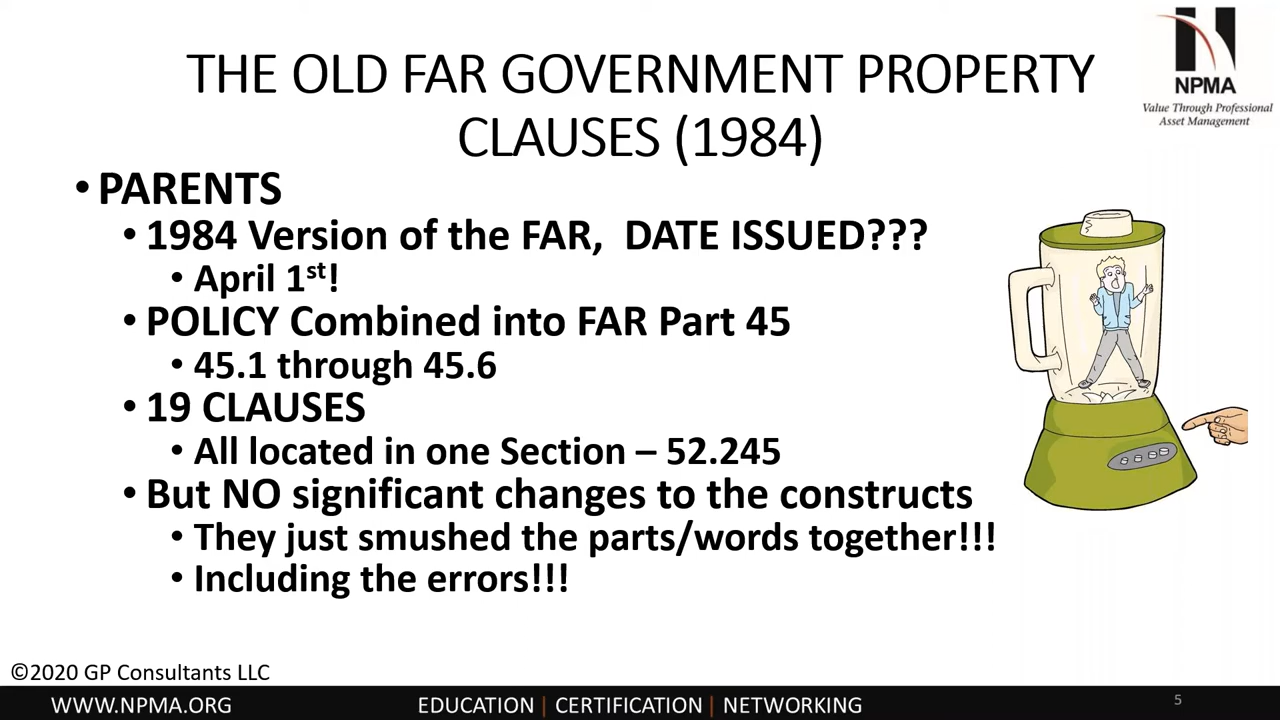 THE OLD FAR GOVERNMENT PROPERTY
CLAUSES (1984)
NPMA
Value Through Professional
Asset Management
• PARENTS
• 1984 Version of the FAR, DATE ISSUED???
• April 1st!
• POLICY Combined into FAR Part 45
• 45.1 through 45.6
• 19 CLAUSES
• All located in one Section – 52.245
• But NO significant changes to the constructs
• They just smushed the parts/words together!!!
• Including the errors!!!
©2020 GP Consultants LLC
WWW.NPMA.ORG
EDUCATION | CERTIFICATION | NETWORKING
5